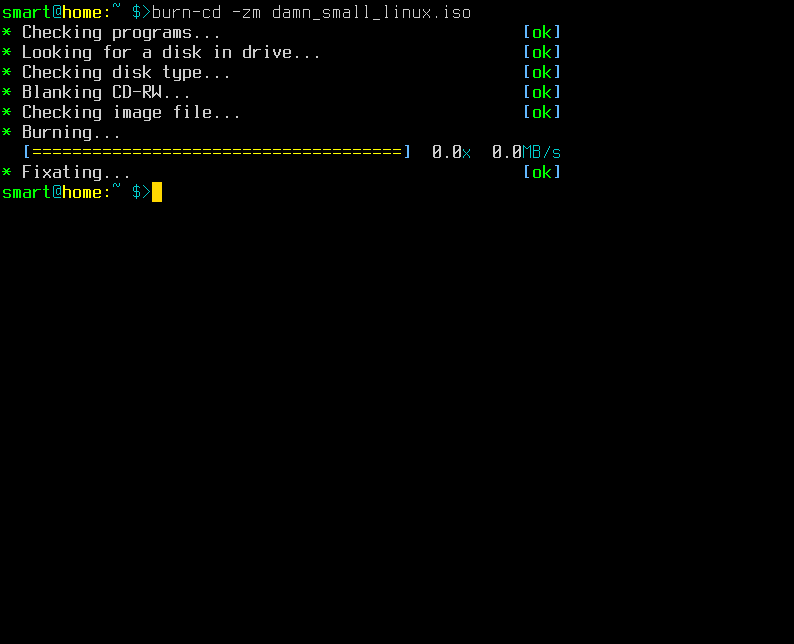 smart@home:~ $>burn-cd -zm damn_small_linux.iso
* Checking programs... [ok]
* Looking for a disk in drive... [ok]
* Checking disk type... [ok]
* Blanking CD-RW... [ok]
* Checking image file... [ok]
* Burning...
[=====================================] 0.0x 0.0MB/s
* Fixating... [ok]
smart@home:~ $>